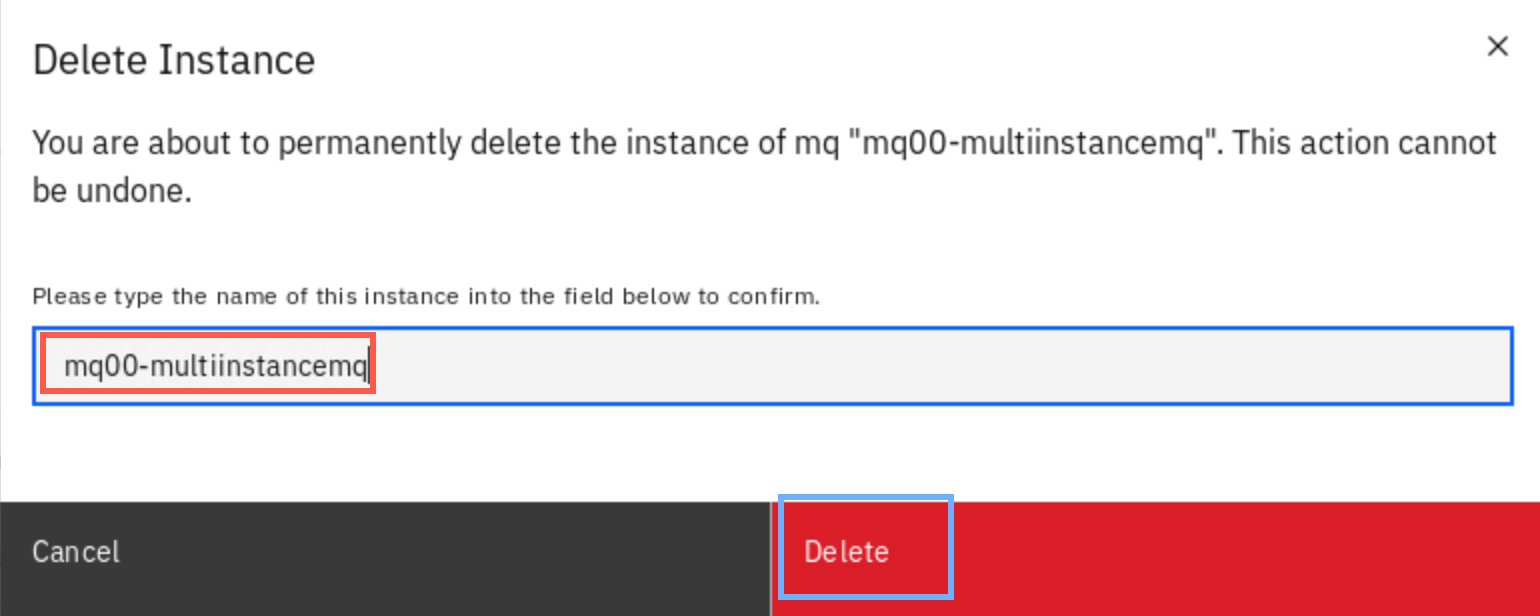 Delete Instance
You are about to permanently delete the instance of mq "mq00-multiinstancemq". This action cannot
be undone.
Please type the name of this instance into the field below to confirm.
mq00-multiinstancemq
Cancel
Delete